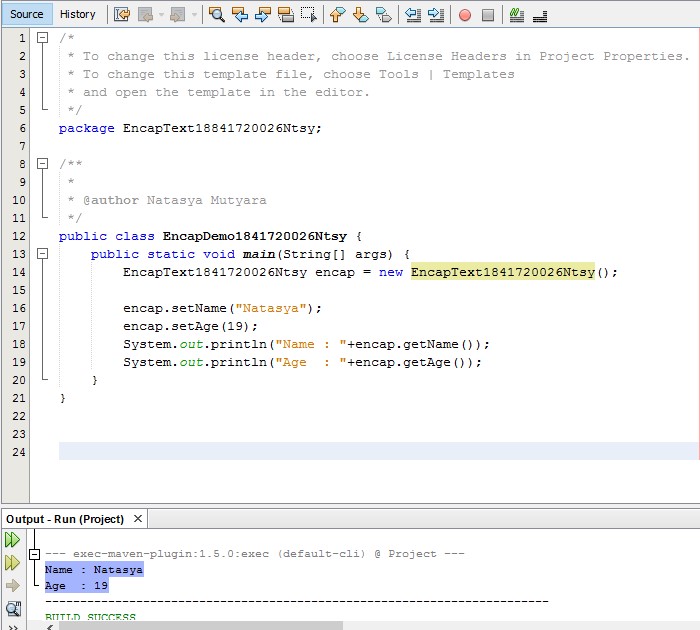 Source History
1 /*
2 * To change this license header, choose License Headers in Project Properties.
3 * To change this template file, choose Tools | Templates
4 * and open the template in the editor.
5 */
6 package EncapText18841720026Ntsy;
7
8 /**
9 *
10 * @author Natasya Mutyara
11 */
12 public class EncapDemo1841720026Ntsy {
13 public static void main(String[] args) {
14 EncapText1841720026Ntsy encap = new EncapText1841720026Ntsy();
15
16 encap.setName("Natasya");
17 encap.setAge(19);
18 System.out.println("Name : "+encap.getName());
19 System.out.println("Age  : "+encap.getAge());
20 }
21 }
22
23
24
Output - Run (Project) ×
--- exec-maven-plugin:1.5.0:exec (default-cli) @ Project ---
Name : Natasya
Age  : 19
------------------------------------------------------------------------
BUILD SUCCESS